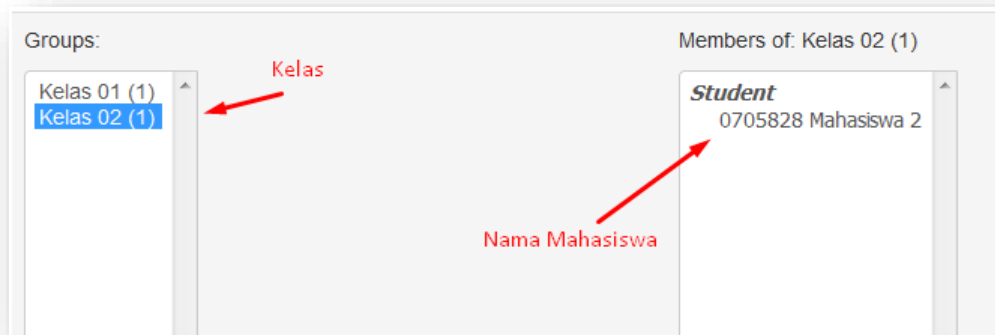 Groups:
Members of: Kelas 02 (1)
Kelas
Kelas 01 (1)
Kelas 02 (1)
Student
0705828 Mahasiswa 2
Nama Mahasiswa